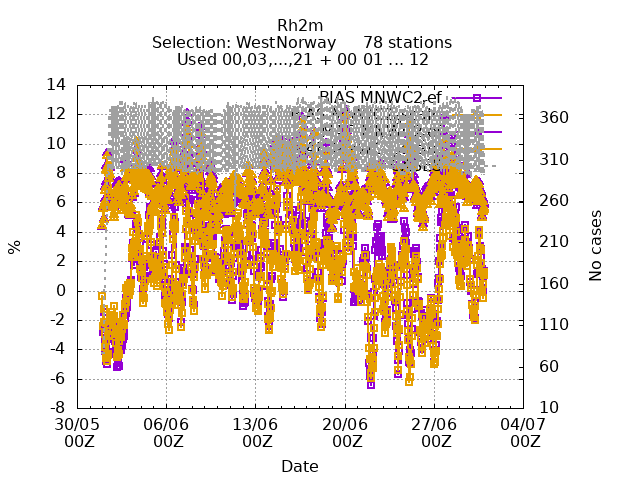 Rh2m
Selection: WestNorway 78 stations
Used 00,03,...,21 + 00 01 ... 12
BIAS MNWC2.ef
14
12
10
8
6
4
2
0
-2
-4
-6
-8
%
360
310
260
210
160
110
60
10
No cases
30/05 06/06 13/06 20/06 27/06 04/07
00Z 00Z 00Z 00Z 00Z 00Z
Date